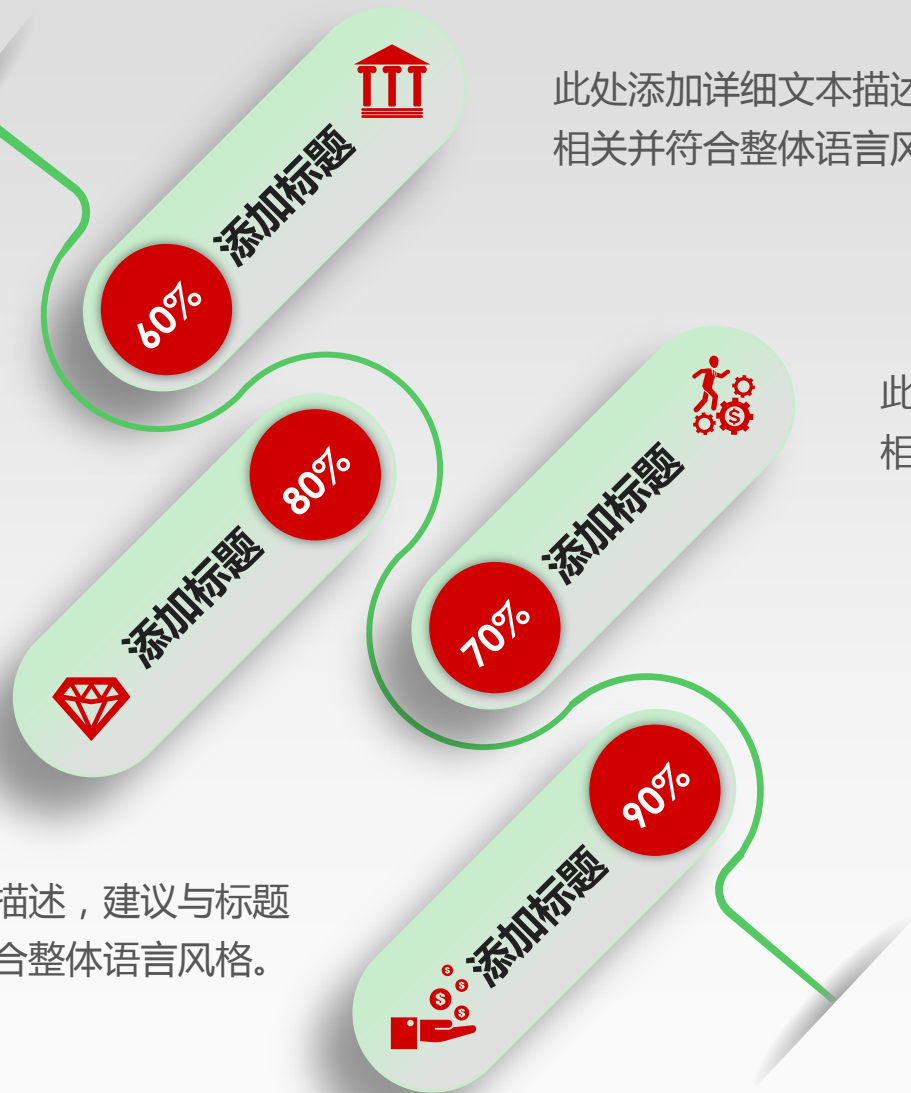 此处添加详细文本描述
相关并符合整体语言风
添加标题
60%
此
相
80%
添加标题
添加标题
70%
90%
添加标题
描述，建议与标题
合整体语言风格。